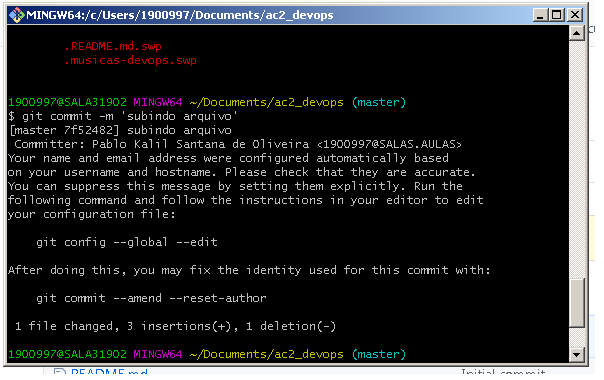 MINGW64:/c/Users/1900997/Documents/ac2_devops
.README.md.swp
.musicas-devops.swp
1900997@SALA31902 MINGW64 ~/Documents/ac2_devops (master)
$ git commit -m 'subindo arquivo'
[master 7f52482] subindo arquivo
Committer: Pablo Kalil Santana de Oliveira <1900997@SALAS.AULAS>
Your name and email address were configured automatically based
on your username and hostname. Please check that they are accurate.
You can suppress this message by setting them explicitly. Run the
following command and follow the instructions in your editor to edit
your configuration file:
git config --global --edit
After doing this, you may fix the identity used for this commit with:
git commit --amend --reset-author
1 file changed, 3 insertions(+), 1 deletion(-)
1900997@SALA31902 MINGW64 ~/Documents/ac2_devops (master)
README.md Initial commit